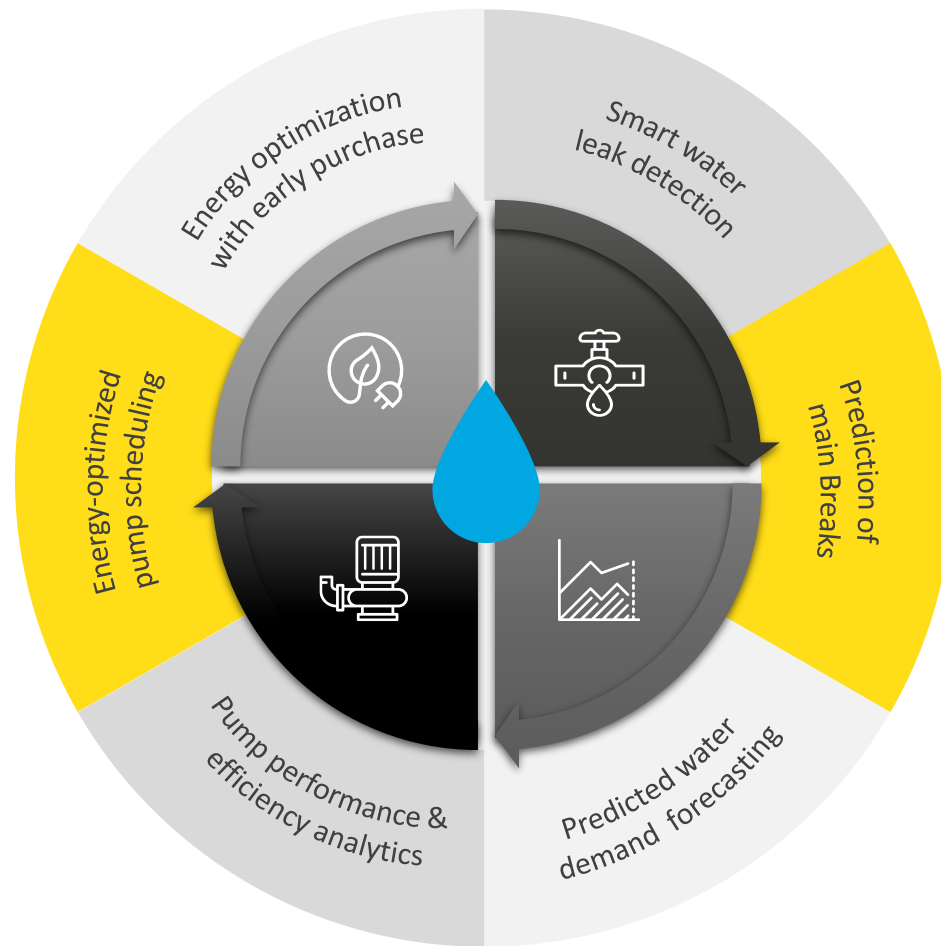 Energy optimization
with early purchase
Smart water
leak detection
Prediction of
main Breaks
Predicted water
demand forecasting
Pump performance &
efficiency analytics
Energy-optimized
pump scheduling